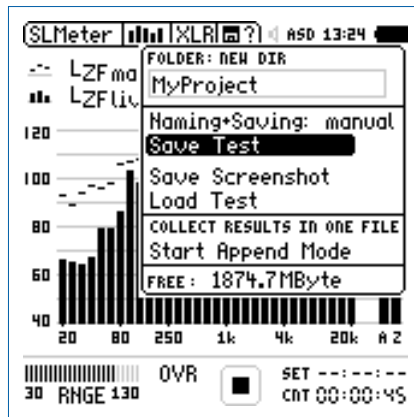 SLMeter XLR ? ASD 13:24
FOLDER: NEW DIR
LZFma
MyProject
LZFliv
Naming+Saving: manual
120
Save Test
Save Screenshot
100
Load Test
COLLECT RESULTS IN ONE FILE
80
Start Append Mode
60
FREE: 1874.7MByte
40
20 80 250 1k 4k 20k A Z
OVR SET --:--:--
30 RNGE 130 CNT 00:00:45